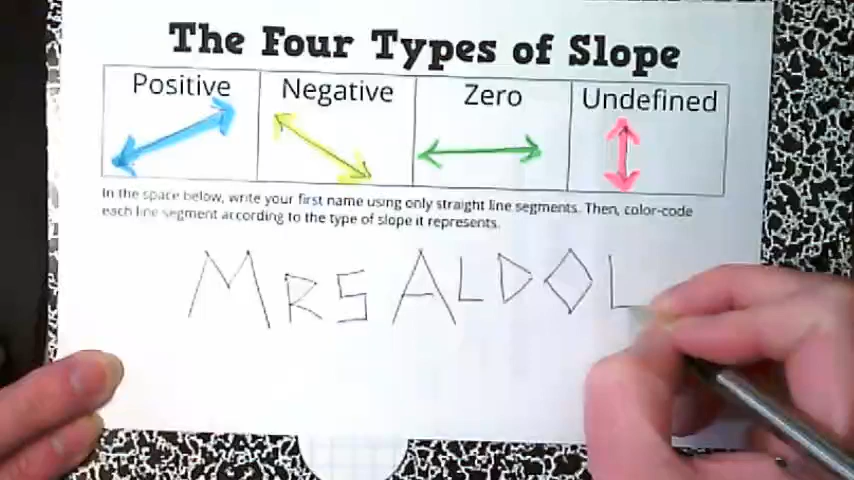 The Four Types of Slope
Positive Negative Zero Undefined
In the space below, write your first name using only straight line segments. Then, color-code
each line segment according to the type of slope it represents.
MRS ALDOL